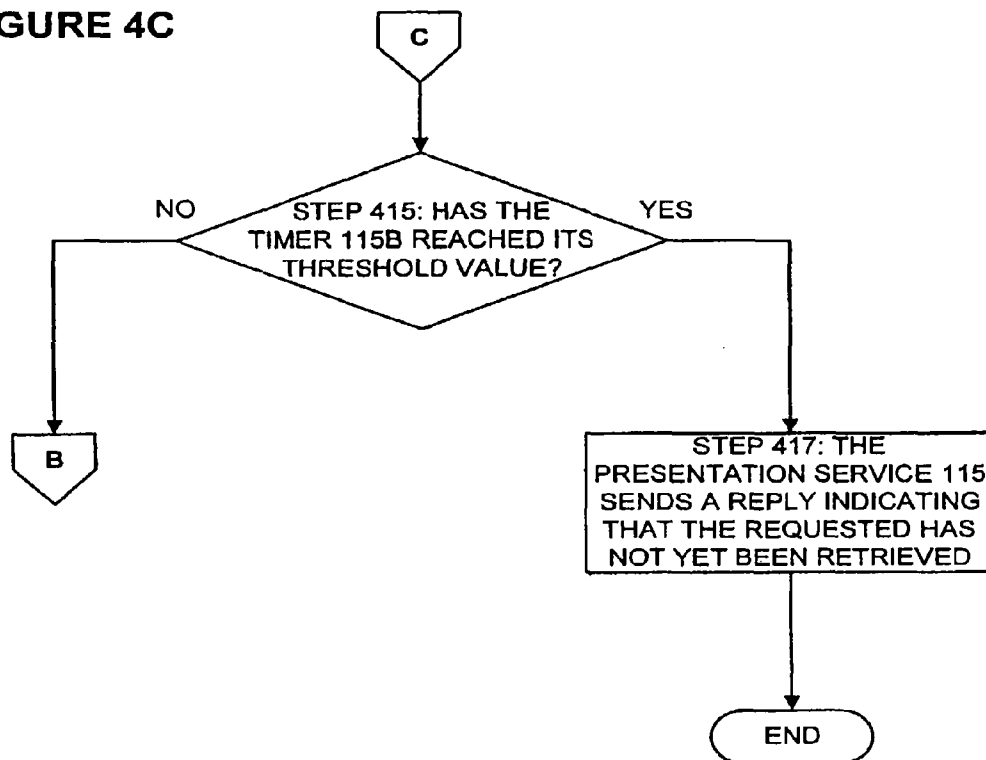 GURE 4C
C
NO
STEP 415: HAS THE
TIMER 115B REACHED ITS
THRESHOLD VALUE?
YES
B
STEP 417: THE
PRESENTATION SERVICE 115
SENDS A REPLY INDICATING
THAT THE REQUESTED HAS
NOT YET BEEN RETRIEVED
END